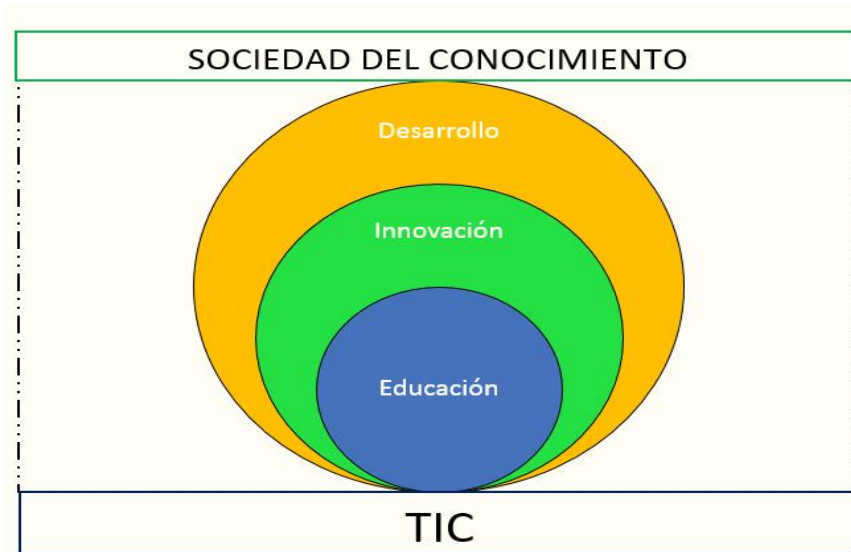 SOCIEDAD DEL CONOCIMIENTO
Desarrollo
Innovación
Educación
TIC